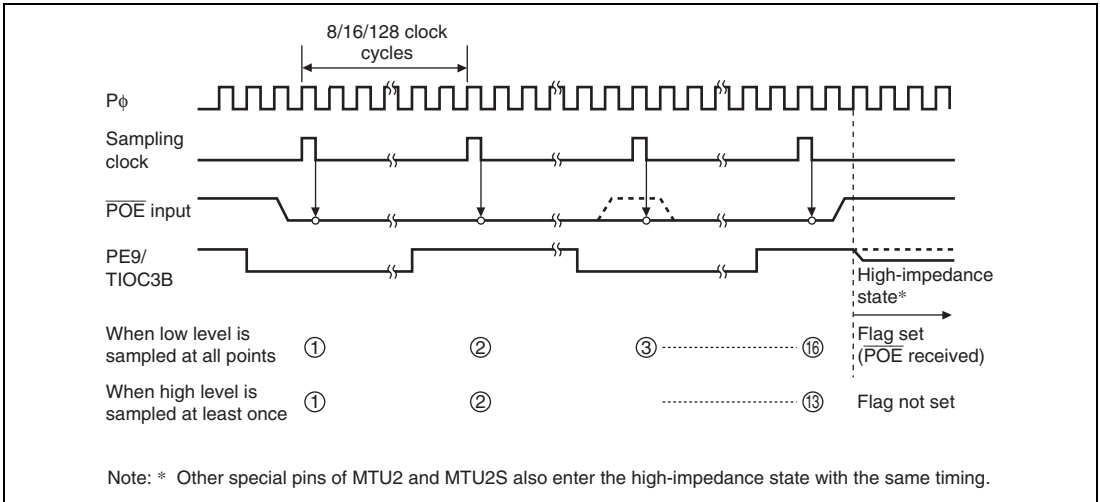 8/16/128 clock
cycles
Pϕ
Sampling
clock
POE input
PE9/
TIOC3B
High-impedance
state*
When low level is
sampled at all points
① ② ③ ⑯
Flag set
(POE received)
When high level is
sampled at least once
① ② ⑬
Flag not set
Note: * Other special pins of MTU2 and MTU2S also enter the high-impedance state with the same timing.